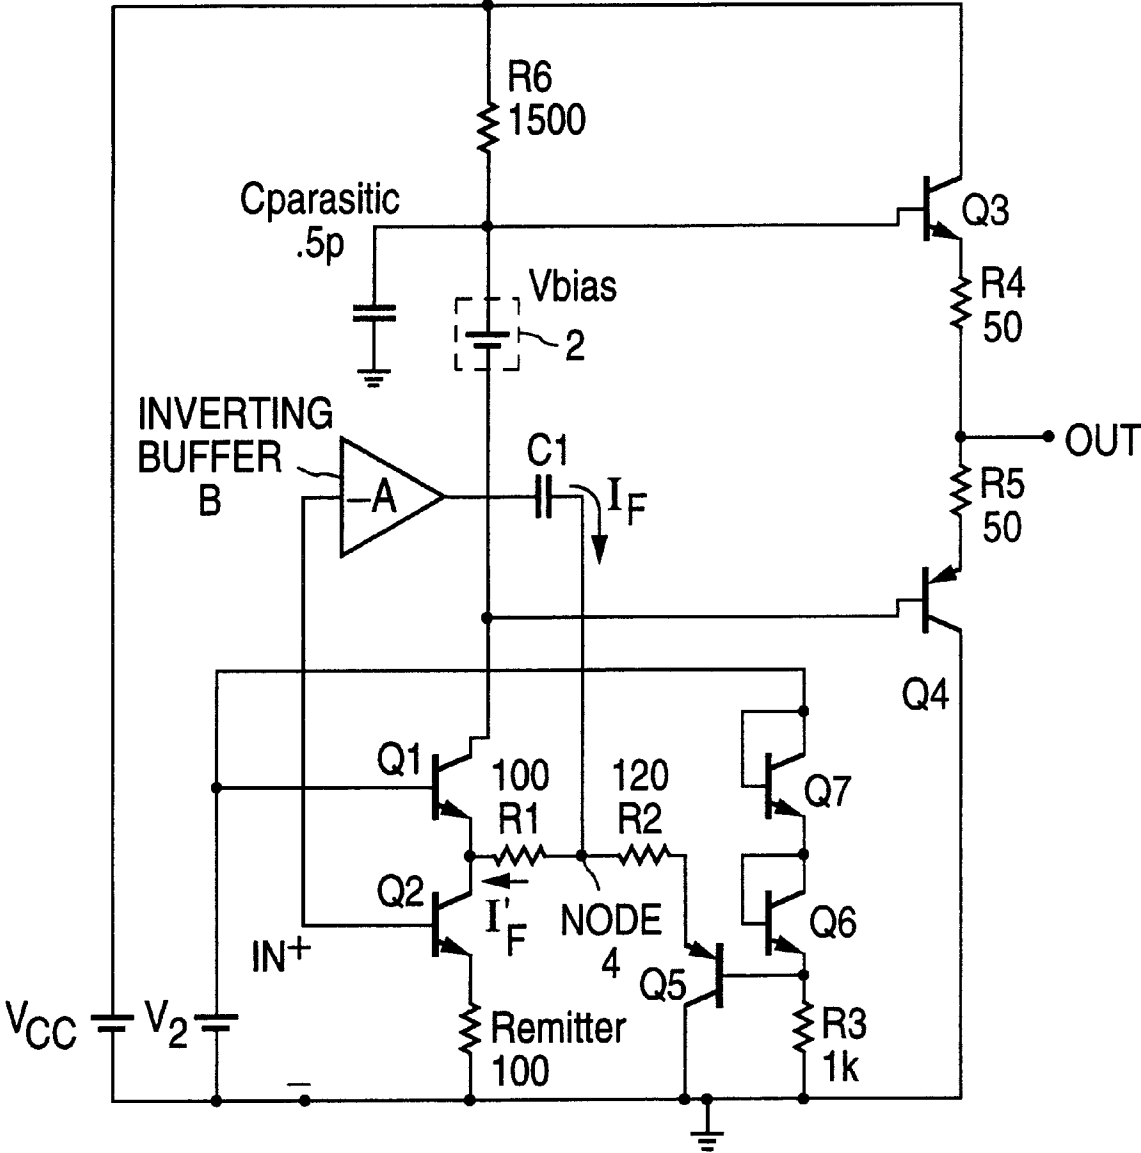 R6
1500
Cparasitic
.5p
Q3
R4
50
Vbias
2
INVERTING
BUFFER
B
–A
C1
I_F
OUT
R5
50
Q4
Q1
100
R1
120
R2
Q7
Q2
I'_F
NODE
4
Q6
IN+
Q5
V_CC
V_2
Remitter
100
R3
1k
–